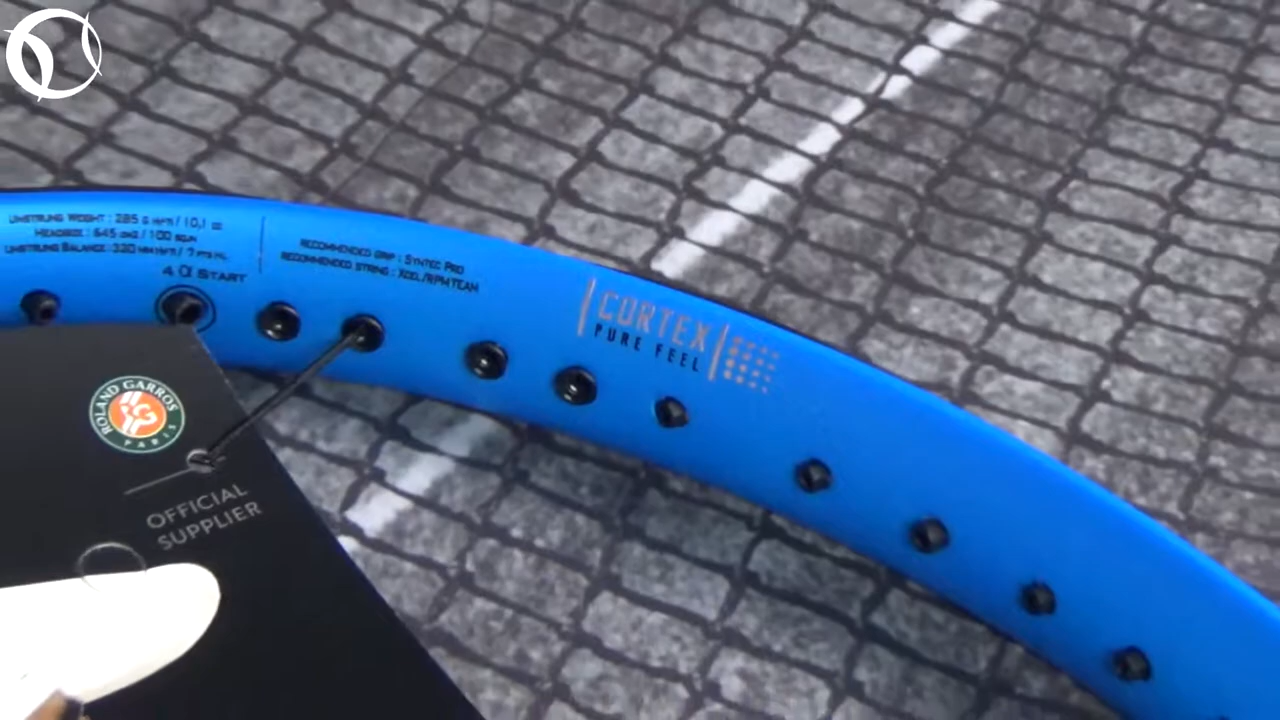 UNSTRUNG WEIGHT : 285 G / 10,1 OZ
HEADSIZE : 645 CM2 / 100 SQ.IN
UNSTRUNG BALANCE : 320 MM / 7 PTS HL
4 START
RECOMMENDED GRIP : SYNTEC PRO
RECOMMENDED STRING : XCEL/RPM TEAM
CORTEX
PURE FEEL
ROLAND GARROS
RG
PARIS
OFFICIAL
SUPPLIER